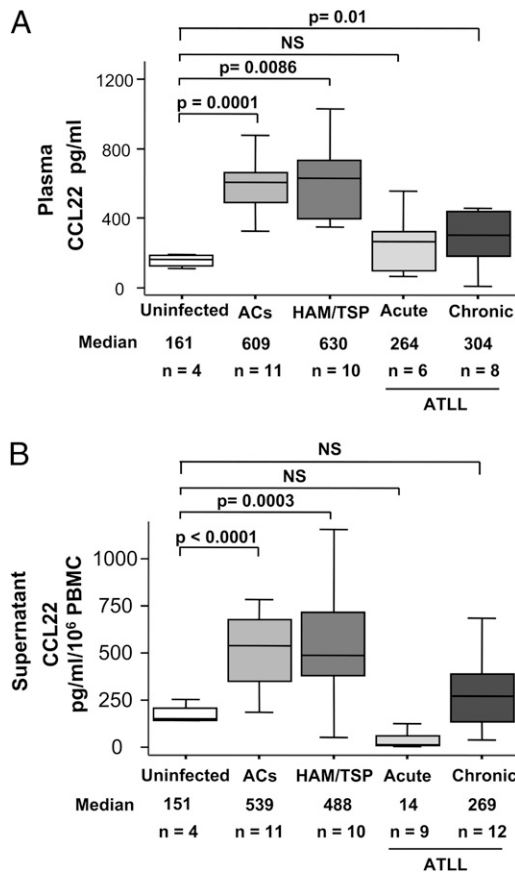 A
p= 0.01
NS
p= 0.0086
p = 0.0001
Plasma
CCL22 pg/ml
1200
800
400
0
Uninfected ACs HAM/TSP Acute Chronic
Median 161 609 630 264 304
n = 4 n = 11 n = 10 n = 6 n = 8
ATLL
B
NS
NS
p= 0.0003
p < 0.0001
Supernatant
CCL22
pg/ml/10⁶ PBMC
1000
750
500
250
0
Uninfected ACs HAM/TSP Acute Chronic
Median 151 539 488 14 269
n = 4 n = 11 n = 10 n = 9 n = 12
ATLL